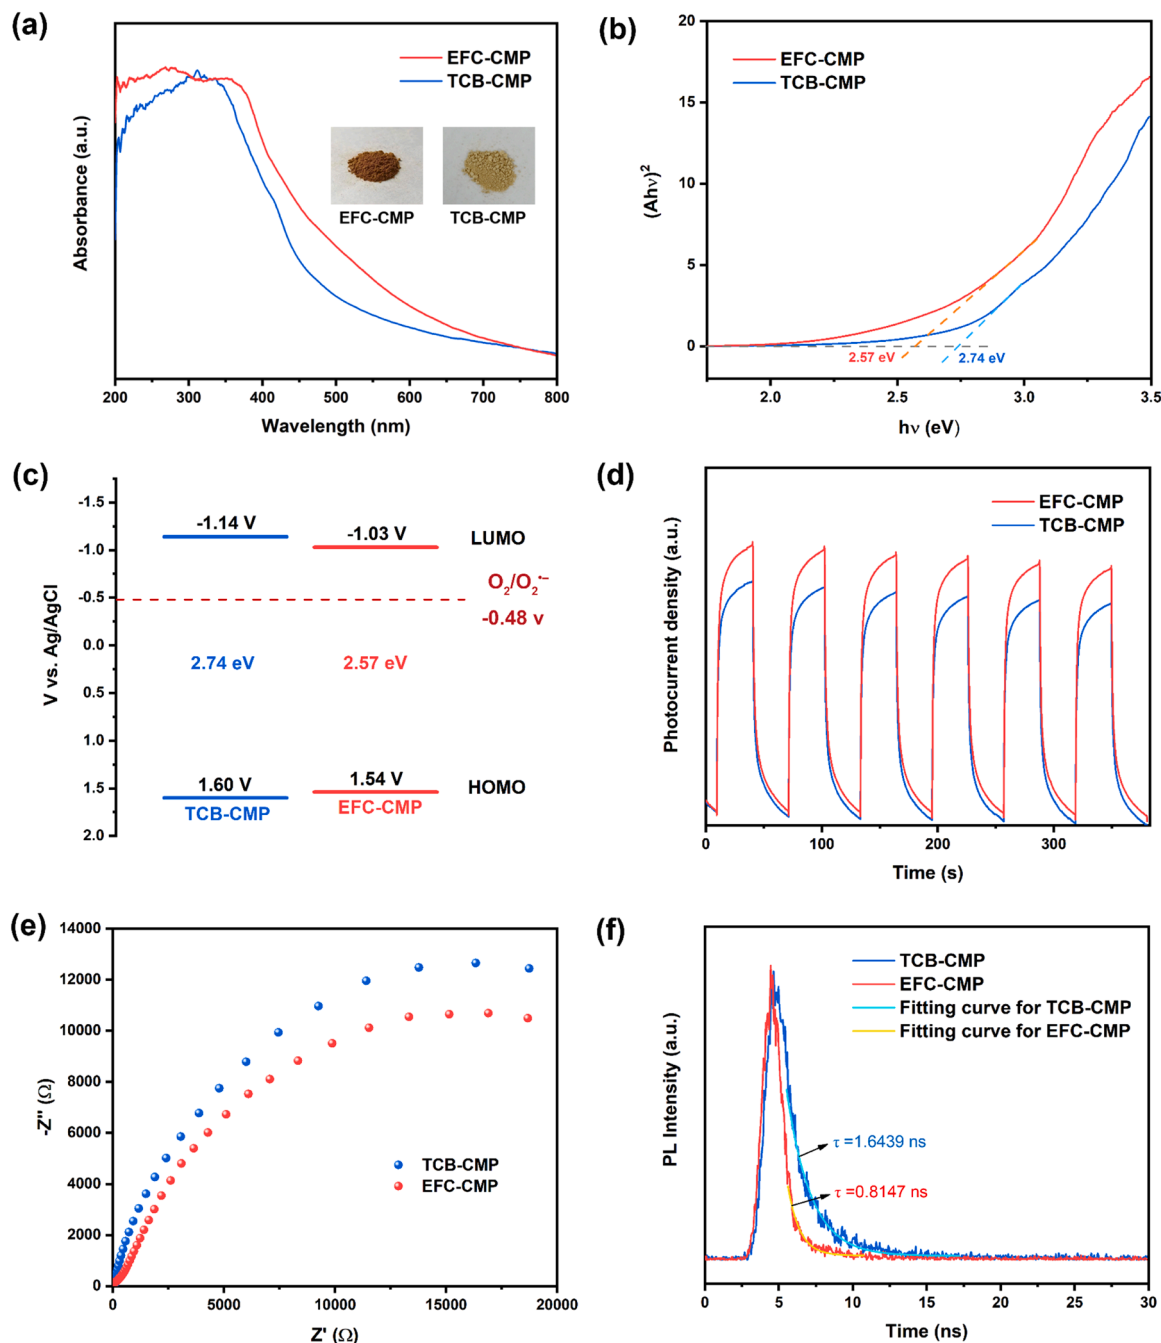 (a)
EFC-CMP
TCB-CMP
Absorbance (a.u.)
EFC-CMP TCB-CMP
200 300 400 500 600 700 800
Wavelength (nm)
(b)
EFC-CMP
TCB-CMP
(Ahν)²
20
15
10
5
0
2.57 eV 2.74 eV
2.0 2.5 3.0 3.5
hν (eV)
(c)
V vs. Ag/AgCl
-1.5
-1.0
-0.5
0.0
0.5
1.0
1.5
2.0
-1.14 V -1.03 V LUMO
O₂/O₂˙⁻
-0.48 v
2.74 eV 2.57 eV
1.60 V 1.54 V HOMO
TCB-CMP EFC-CMP
(d)
EFC-CMP
TCB-CMP
Photocurrent density (a.u.)
0 100 200 300
Time (s)
(e)
-Z'' (Ω)
14000
12000
10000
8000
6000
4000
2000
0
TCB-CMP
EFC-CMP
0 5000 10000 15000 20000
Z' (Ω)
(f)
TCB-CMP
EFC-CMP
Fitting curve for TCB-CMP
Fitting curve for EFC-CMP
PL Intensity (a.u.)
τ =1.6439 ns
τ =0.8147 ns
0 5 10 15 20 25 30
Time (ns)